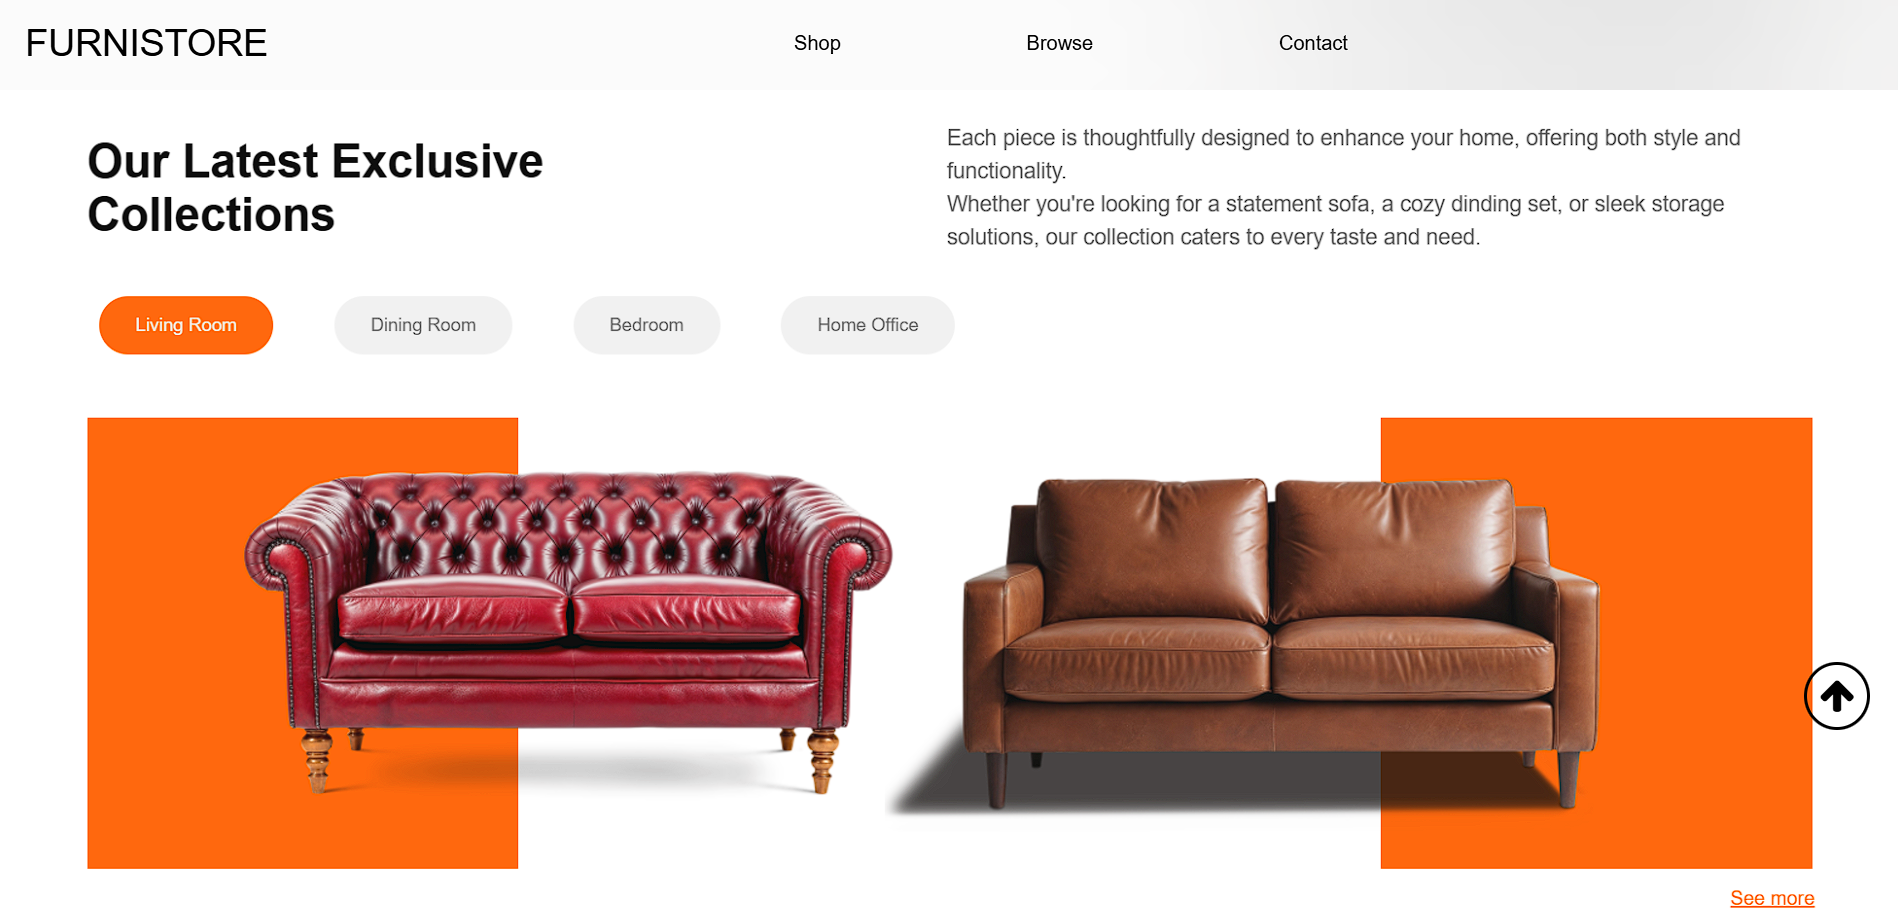 FURNISTORE
Shop
Browse
Contact
Our Latest Exclusive
Collections
Each piece is thoughtfully designed to enhance your home, offering both style and
functionality.
Whether you're looking for a statement sofa, a cozy dinding set, or sleek storage
solutions, our collection caters to every taste and need.
Living Room
Dining Room
Bedroom
Home Office
See more